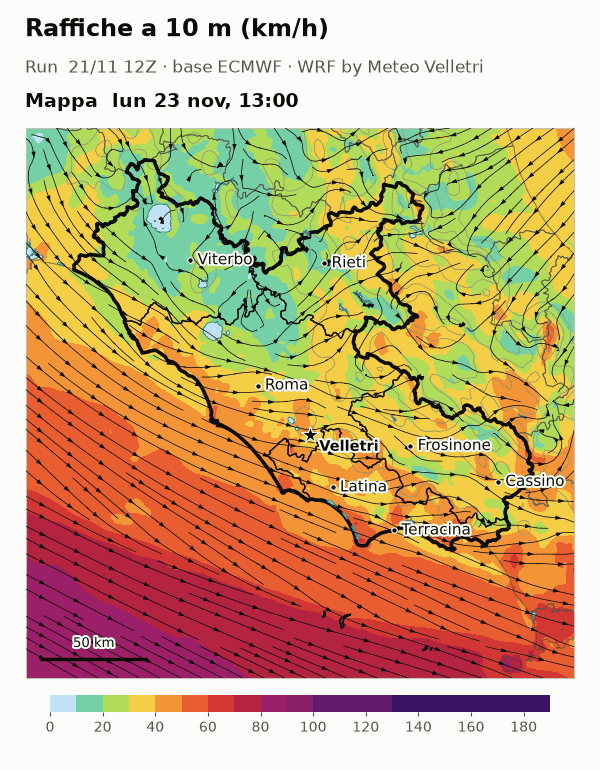 Raffiche a 10 m (km/h)
Run 21/11 12Z · base ECMWF · WRF by Meteo Velletri
Mappa lun 23 nov, 13:00
Viterbo
Rieti
Roma
Velletri
Frosinone
Latina
Cassino
Terracina
50 km
0 20 40 60 80 100 120 140 160 180